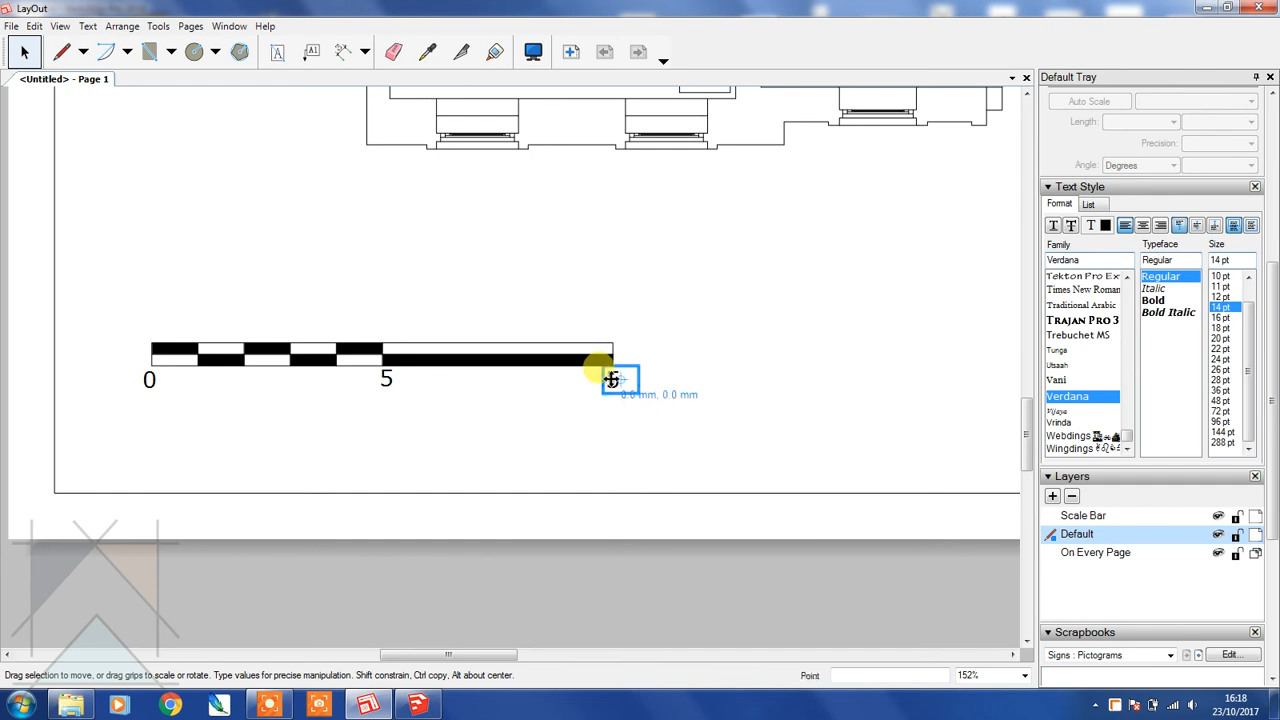 LayOut
File Edit View Text Arrange Tools Pages Window Help
<Untitled> - Page 1
Default Tray
Auto Scale
Length:
Precision:
Angle: Degrees
Text Style
Format List
Family Typeface Size
Verdana Regular 14 pt
Tekton Pro Ex Regular 10 pt
Times New Roman Italic 11 pt
Traditional Arabic Bold 12 pt
Trajan Pro 3 Bold Italic 14 pt
Trebuchet MS 16 pt
Tunga 18 pt
Utsaah 20 pt
Vani 22 pt
Verdana 24 pt
Vijaya 36 pt
Vrinda 48 pt
Webdings 72 pt
Wingdings 96 pt
144 pt
288 pt
0 5 5
0.0 mm, 0.0 mm
Layers
Scale Bar
Default
On Every Page
Scrapbooks
Signs : Pictograms Edit...
Drag selection to move, or drag grips to scale or rotate. Type values for precise manipulation. Shift constrain, Ctrl copy, Alt about center.
Point 152%
16:18
23/10/2017